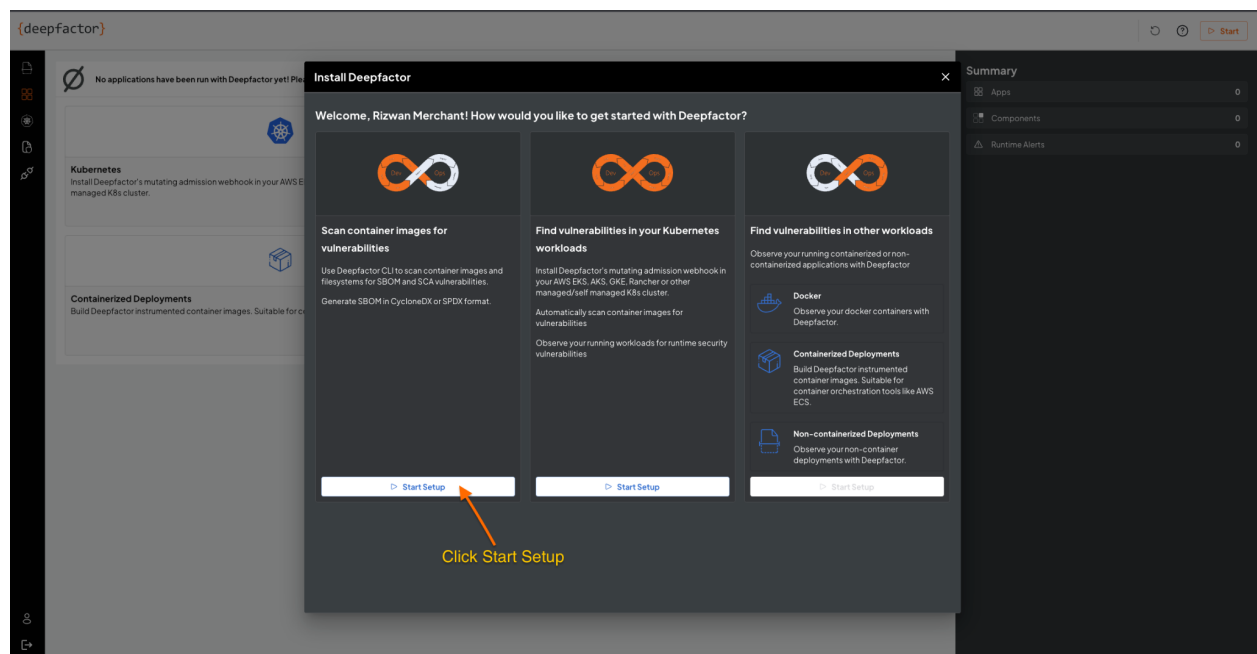 {deepfactor}
Start
No applications have been run with Deepfactor yet! Plea
Install Deepfactor
Summary
Apps 0
Components 0
Runtime Alerts 0
Kubernetes
Install Deepfactor's mutating admission webhook in your AWS E
managed K8s cluster.
Containerized Deployments
Build Deepfactor instrumented container images. Suitable for co
Welcome, Rizwan Merchant! How would you like to get started with Deepfactor?
Dev Ops
Scan container images for
vulnerabilities
Use Deepfactor CLI to scan container images and
filesystems for SBOM and SCA vulnerabilities.
Generate SBOM in CycloneDX or SPDX format.
Start Setup
Dev Ops
Find vulnerabilities in your Kubernetes
workloads
Install Deepfactor's mutating admission webhook in
your AWS EKS, AKS, GKE, Rancher or other
managed/self managed K8s cluster.
Automatically scan container images for
vulnerabilities
Observe your running workloads for runtime security
vulnerabilities
Start Setup
Dev Ops
Find vulnerabilities in other workloads
Observe your running containerized or non-
containerized applications with Deepfactor
Docker
Observe your docker containers with
Deepfactor.
Containerized Deployments
Build Deepfactor instrumented
container images. Suitable for
container orchestration tools like AWS
ECS.
Non-containerized Deployments
Observe your non-container
deployments with Deepfactor.
Start Setup
Click Start Setup